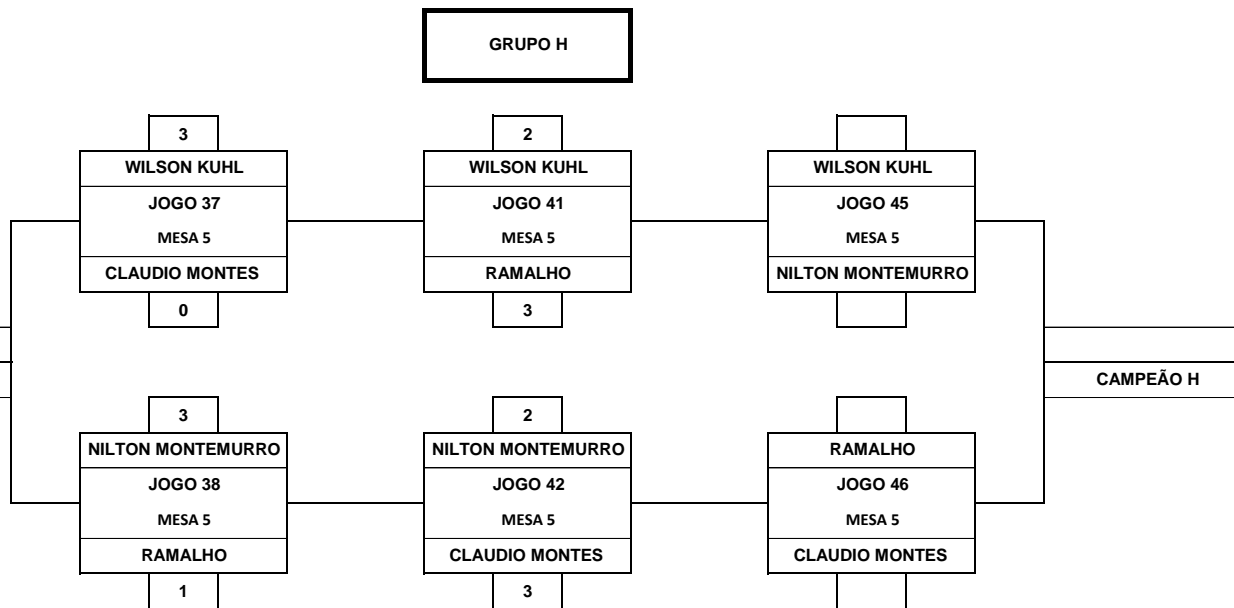 GRUPO H
3
WILSON KUHL
JOGO 37
MESA 5
CLAUDIO MONTES
0
2
WILSON KUHL
JOGO 41
MESA 5
RAMALHO
3
WILSON KUHL
JOGO 45
MESA 5
NILTON MONTEMURRO
CAMPEÃO H
3
NILTON MONTEMURRO
JOGO 38
MESA 5
RAMALHO
1
2
NILTON MONTEMURRO
JOGO 42
MESA 5
CLAUDIO MONTES
3
RAMALHO
JOGO 46
MESA 5
CLAUDIO MONTES